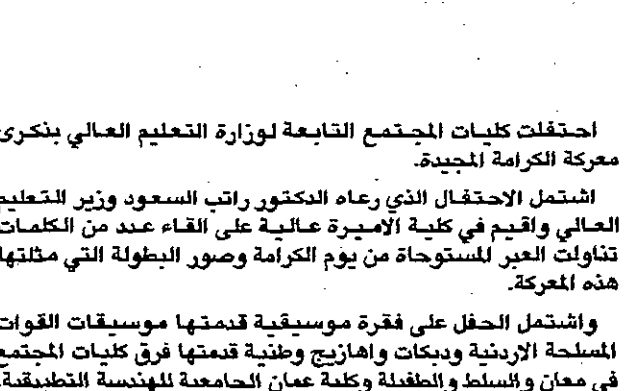 احتفلت كليات المجتمع التابعة لوزارة التعليم العالي بذكرى
معركة الكرامة المجيدة.
اشتمل الاحتفال الذي رعاه الدكتور راتب السعود وزير التعليم
العالي واقيم في كلية الاميرة عالية على القاء عدد من الكلمات
تناولت العبر المستوحاة من يوم الكرامة وصور البطولة التي مثلتها
هذه المعركة.
واشتمل الحفل على فقرة موسيقية قدمتها موسيقات القوات
المسلحة الاردنية ودبكات واهازيج وطنية قدمتها فرق كليات المجتمع
في معان والسلط والطفيلة وكلية عمان الجامعية للهندسة التطبيقية.